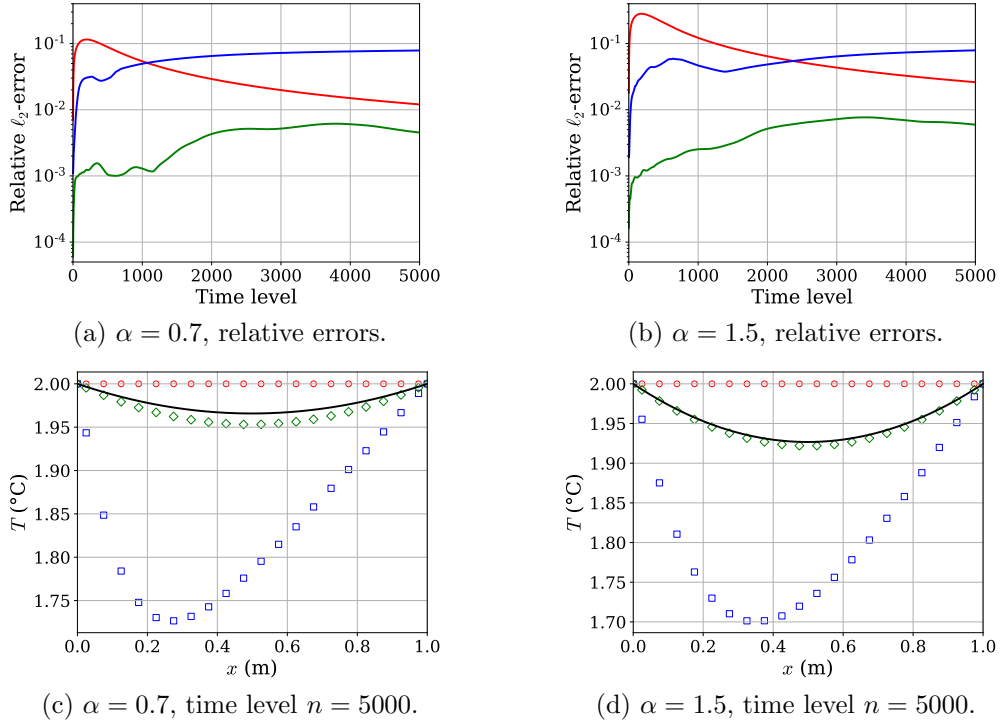 Relative ℓ₂-error
10⁻¹
10⁻²
10⁻³
10⁻⁴
0 1000 2000 3000 4000 5000
Time level
(a) α = 0.7, relative errors.
Relative ℓ₂-error
10⁻¹
10⁻²
10⁻³
10⁻⁴
0 1000 2000 3000 4000 5000
Time level
(b) α = 1.5, relative errors.
T (°C)
2.00
1.95
1.90
1.85
1.80
1.75
0.0 0.2 0.4 0.6 0.8 1.0
x (m)
(c) α = 0.7, time level n = 5000.
T (°C)
2.00
1.95
1.90
1.85
1.80
1.75
1.70
0.0 0.2 0.4 0.6 0.8 1.0
x (m)
(d) α = 1.5, time level n = 5000.